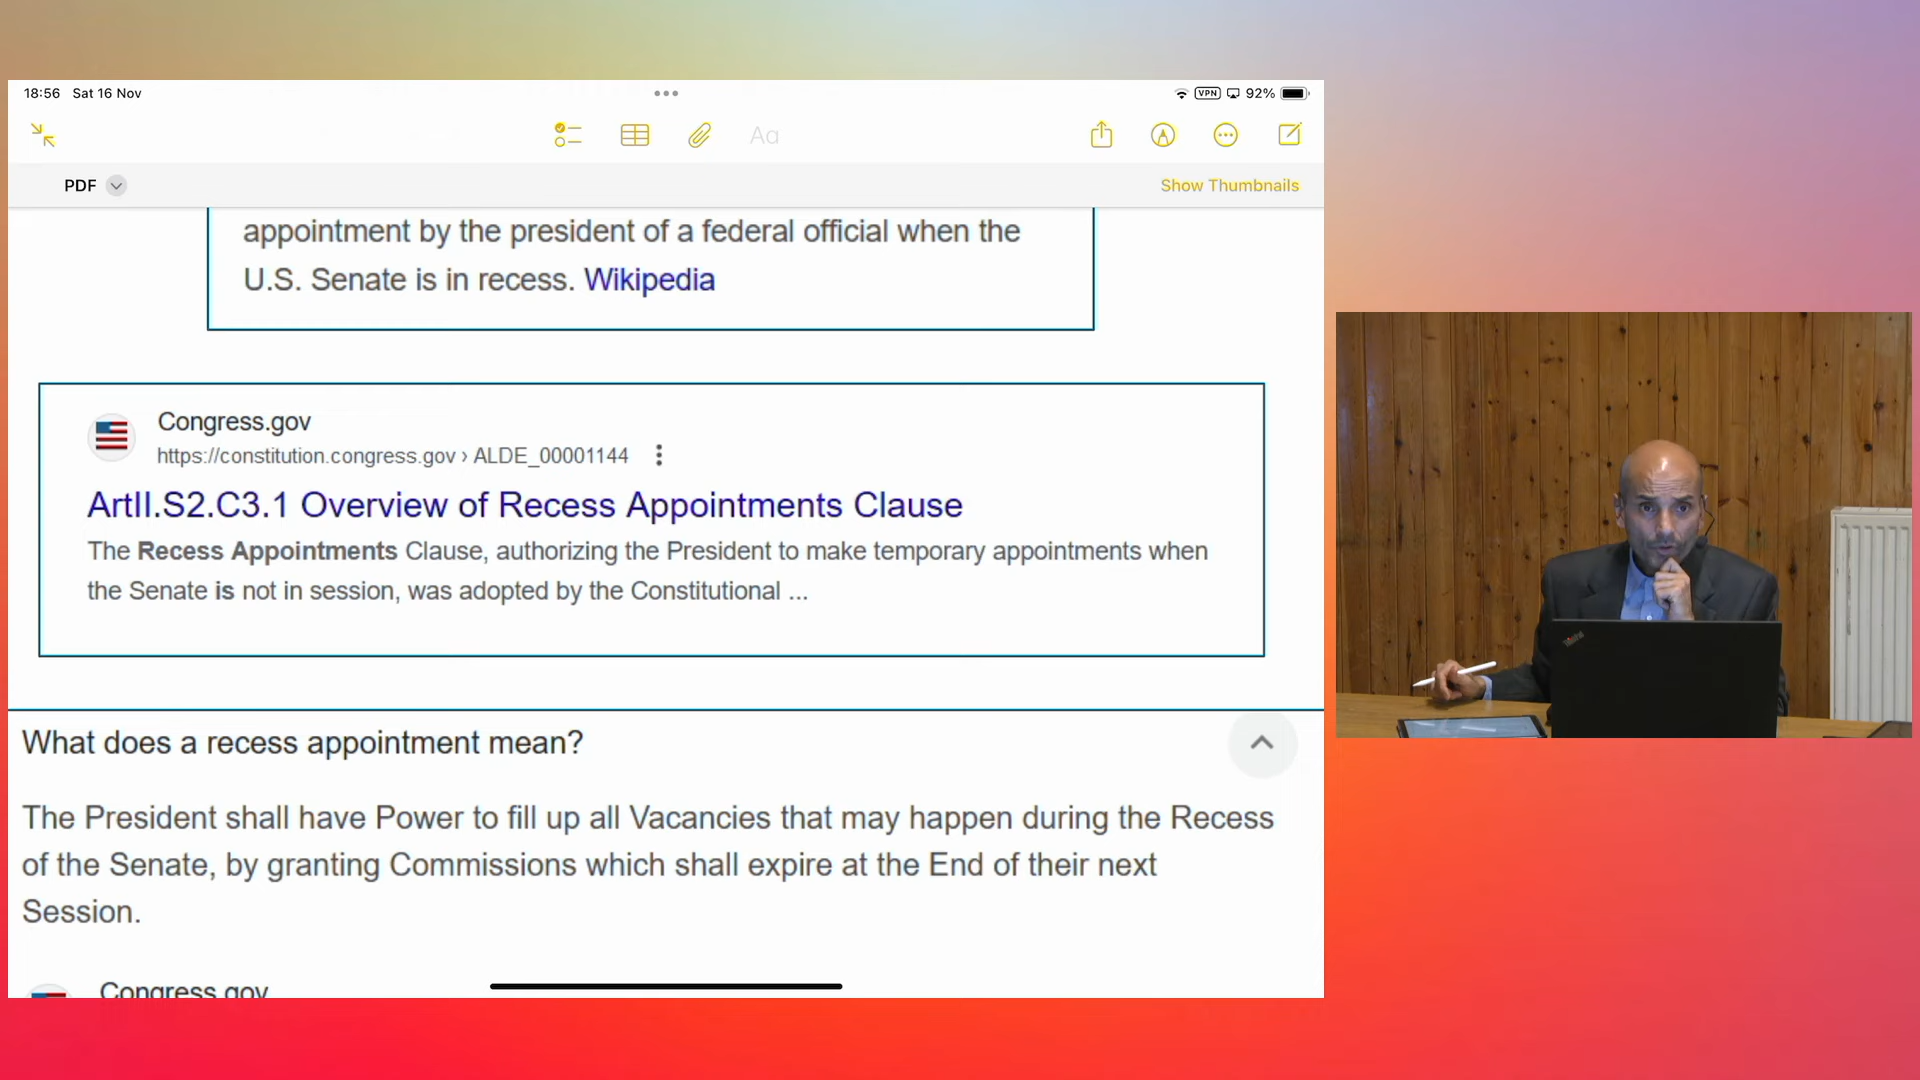 18:56 Sat 16 Nov
VPN 92%
Aa
PDF
Show Thumbnails
appointment by the president of a federal official when the
U.S. Senate is in recess. Wikipedia
Congress.gov
https://constitution.congress.gov › ALDE_00001144
ArtII.S2.C3.1 Overview of Recess Appointments Clause
The Recess Appointments Clause, authorizing the President to make temporary appointments when
the Senate is not in session, was adopted by the Constitutional ...
What does a recess appointment mean?
The President shall have Power to fill up all Vacancies that may happen during the Recess
of the Senate, by granting Commissions which shall expire at the End of their next
Session.
Congress.gov
ThinkPad